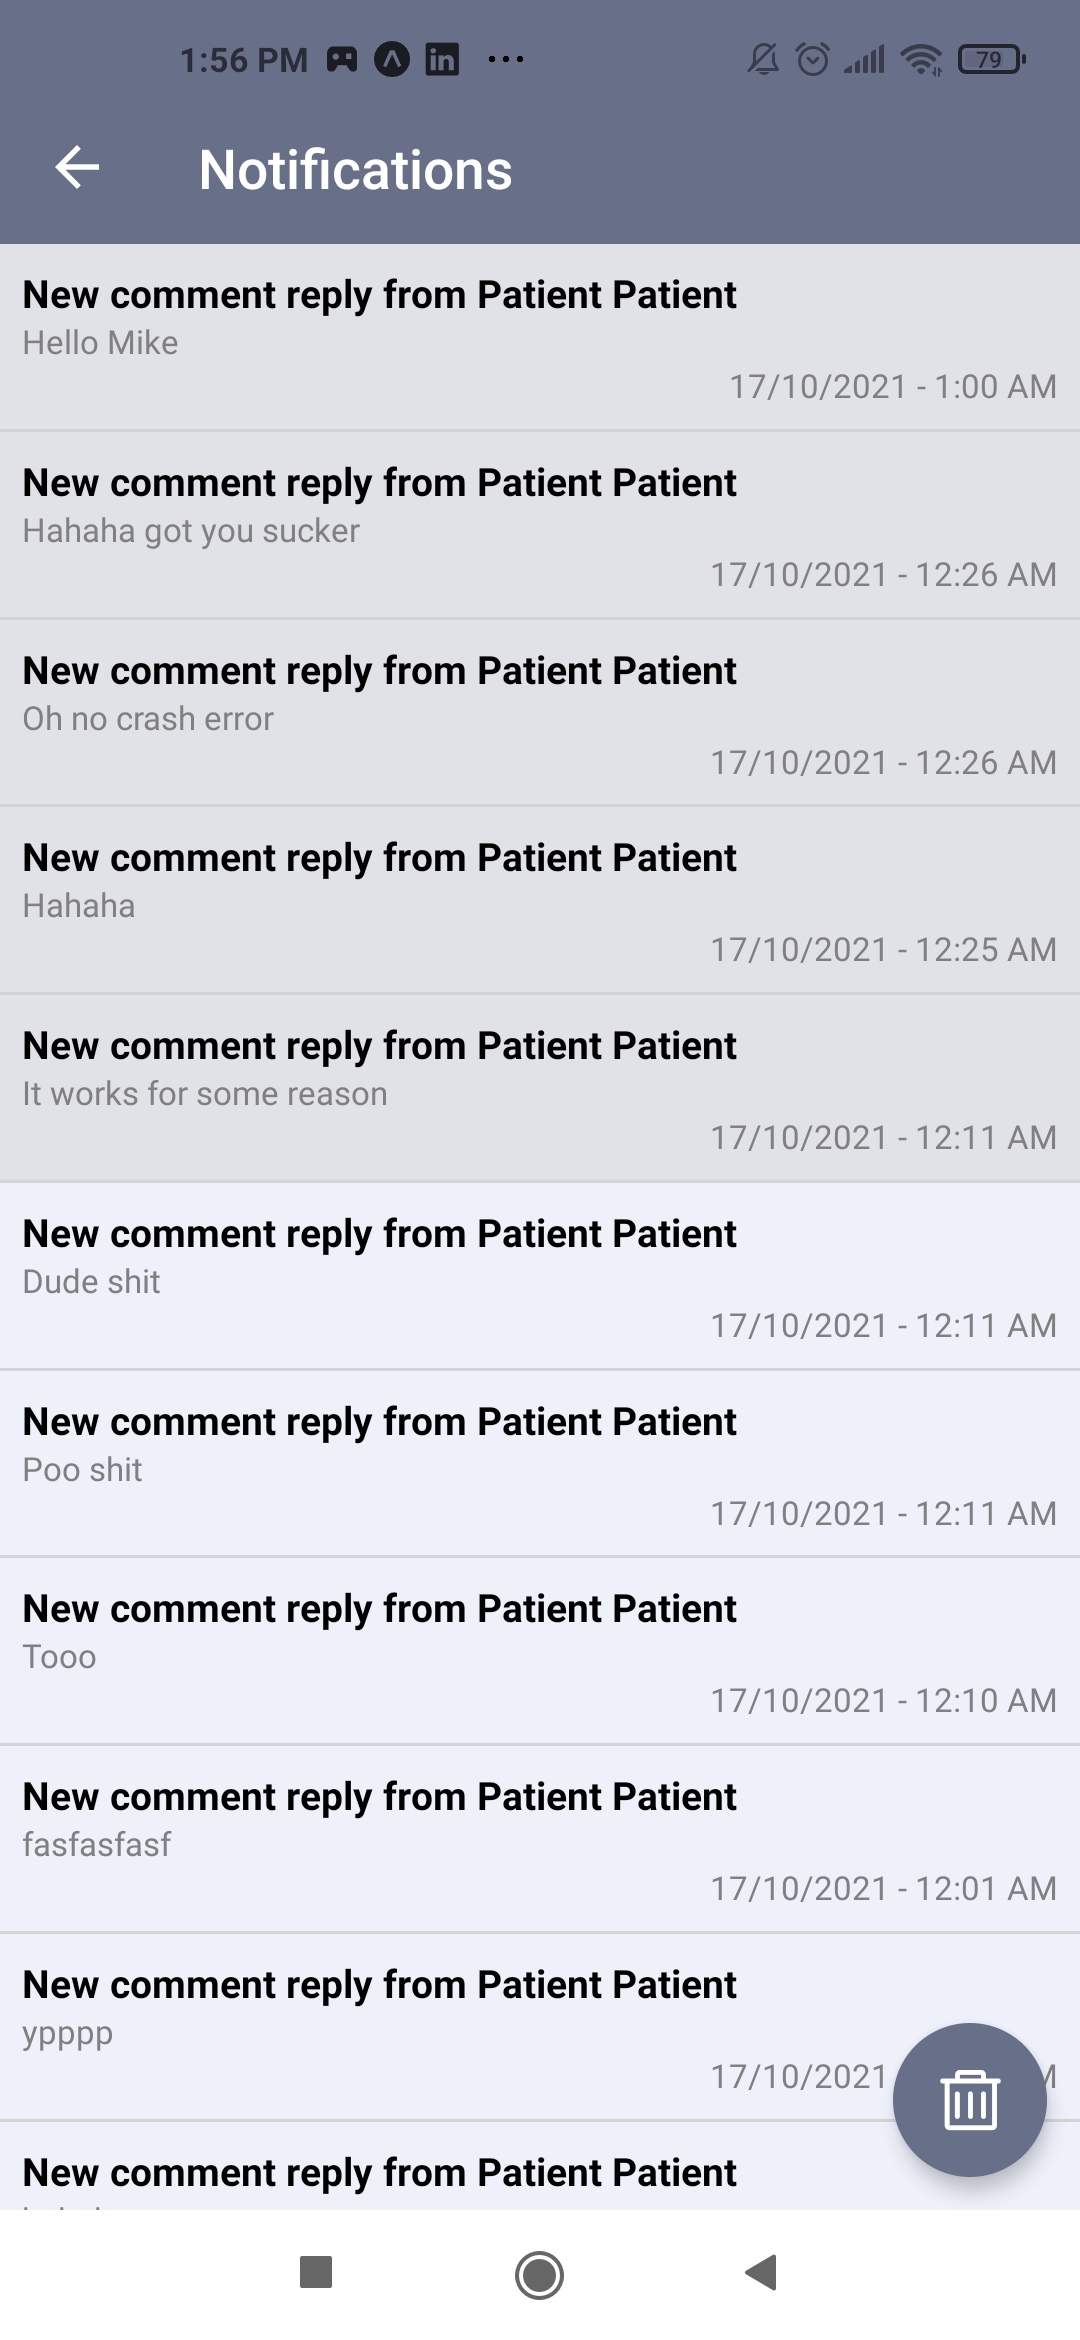 1:56 PM
79
Notifications
New comment reply from Patient Patient
Hello Mike
17/10/2021 - 1:00 AM
New comment reply from Patient Patient
Hahaha got you sucker
17/10/2021 - 12:26 AM
New comment reply from Patient Patient
Oh no crash error
17/10/2021 - 12:26 AM
New comment reply from Patient Patient
Hahaha
17/10/2021 - 12:25 AM
New comment reply from Patient Patient
It works for some reason
17/10/2021 - 12:11 AM
New comment reply from Patient Patient
Dude shit
17/10/2021 - 12:11 AM
New comment reply from Patient Patient
Poo shit
17/10/2021 - 12:11 AM
New comment reply from Patient Patient
Tooo
17/10/2021 - 12:10 AM
New comment reply from Patient Patient
fasfasfasf
17/10/2021 - 12:01 AM
New comment reply from Patient Patient
ypppp
17/10/2021
New comment reply from Patient Patient